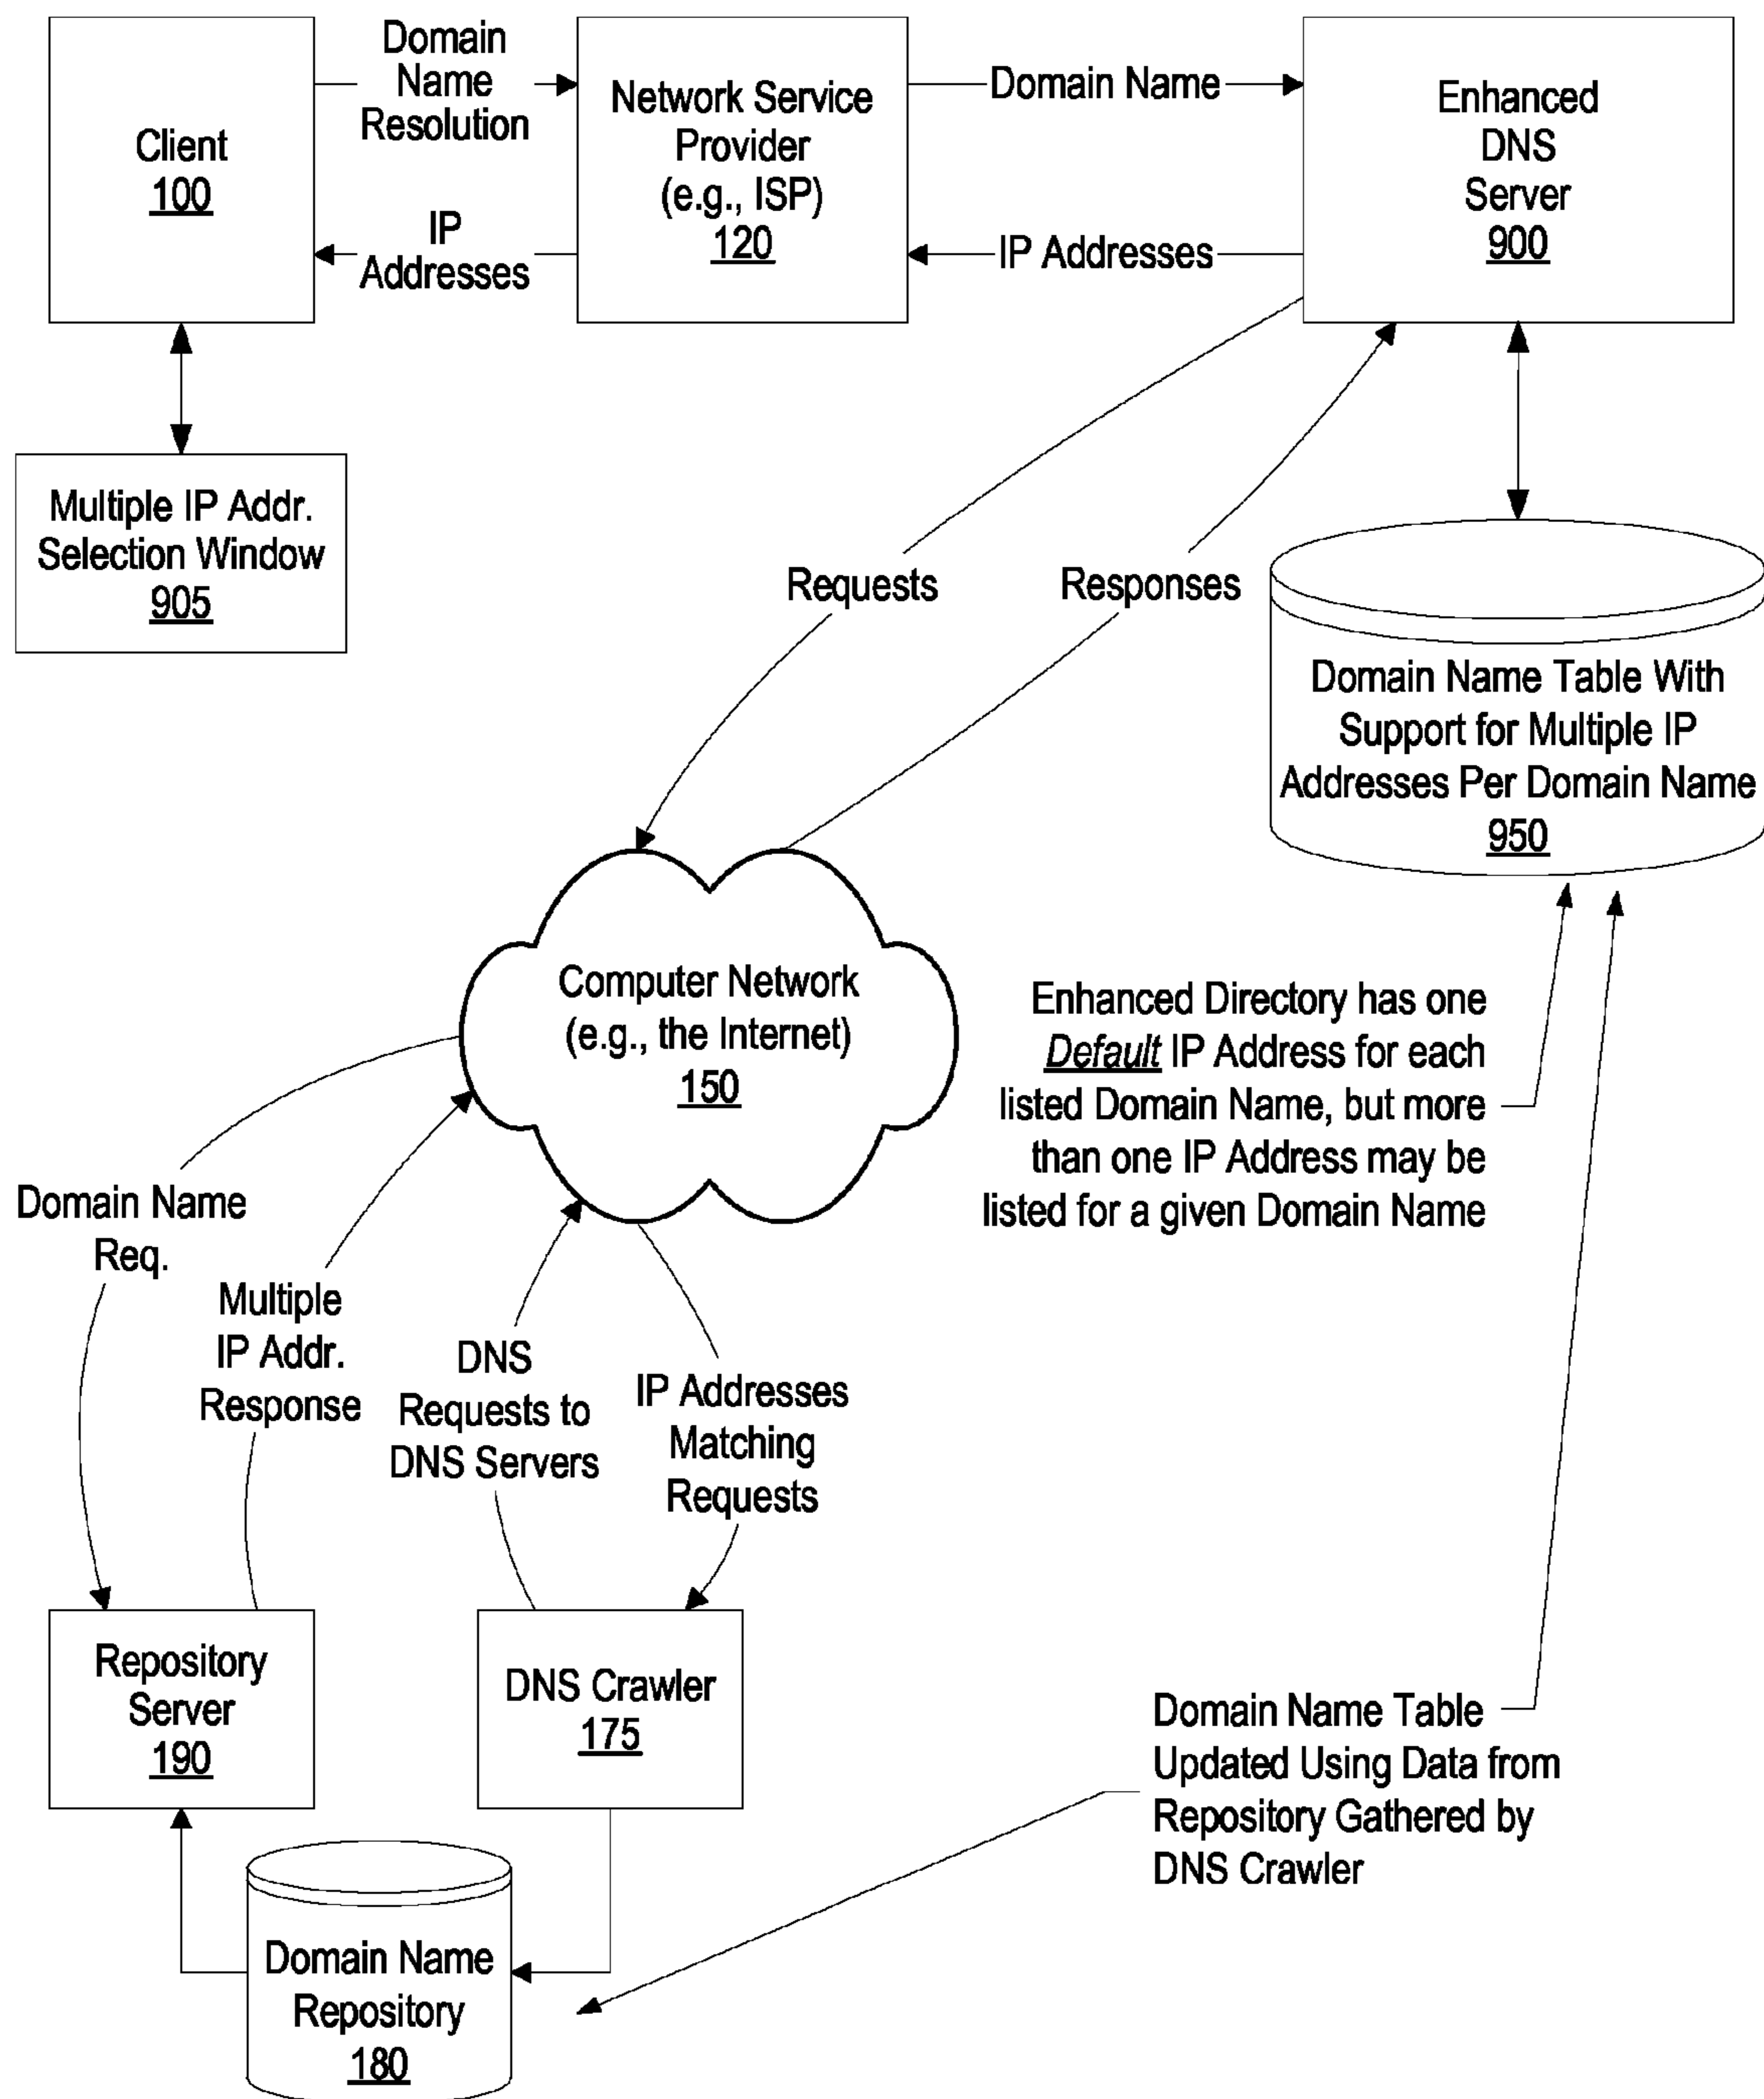 Domain
Name
Resolution
Client
100
IP
Addresses
Network Service
Provider
(e.g., ISP)
120
Domain Name
IP Addresses
Enhanced
DNS
Server
900
Multiple IP Addr.
Selection Window
905
Requests
Responses
Domain Name Table With
Support for Multiple IP
Addresses Per Domain Name
950
Computer Network
(e.g., the Internet)
150
Enhanced Directory has one
Default IP Address for each
listed Domain Name, but more
than one IP Address may be
listed for a given Domain Name
Domain Name
Req.
Multiple
IP Addr.
Response
DNS
Requests to
DNS Servers
IP Addresses
Matching
Requests
Repository
Server
190
DNS Crawler
175
Domain Name Table
Updated Using Data from
Repository Gathered by
DNS Crawler
Domain Name
Repository
180